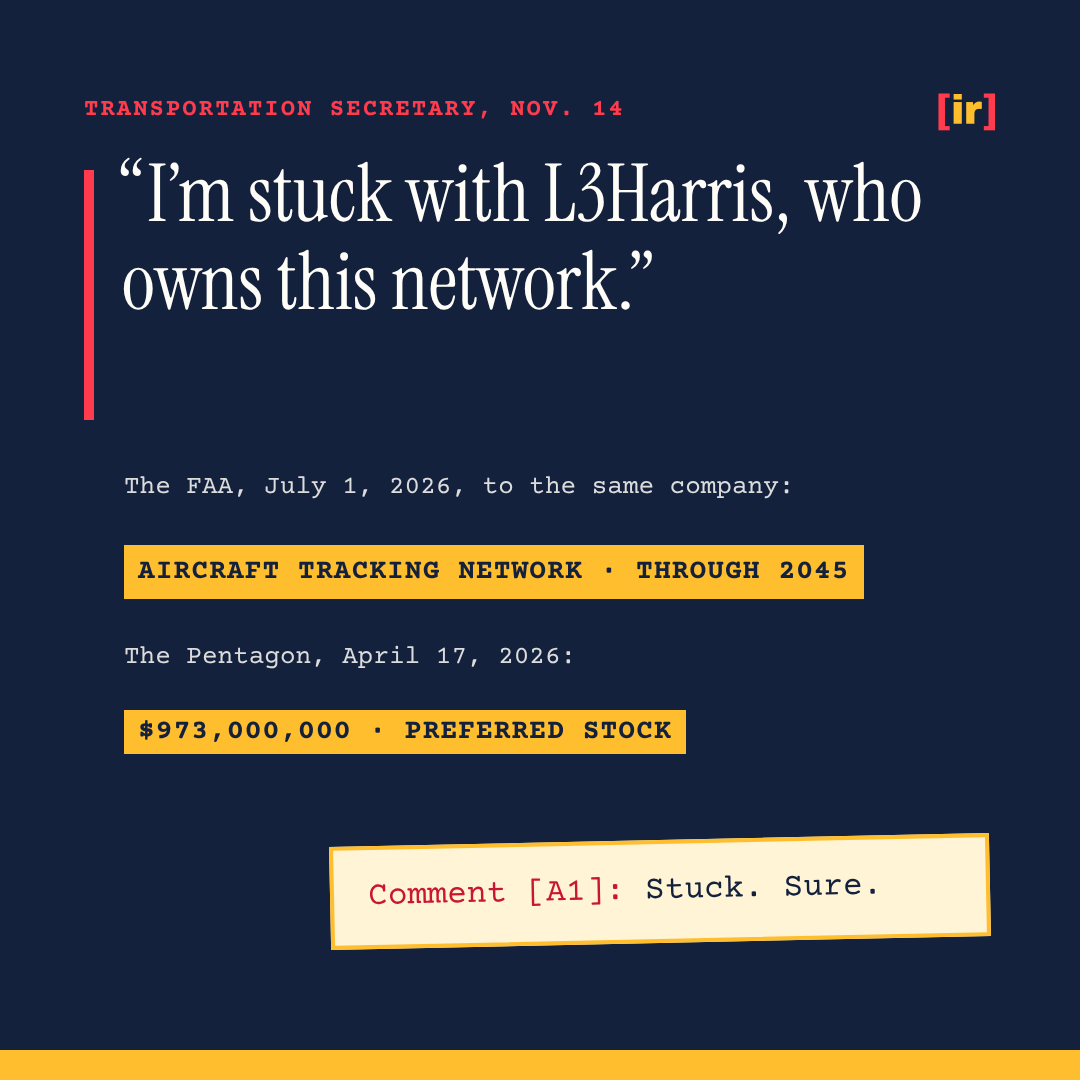 TRANSPORTATION SECRETARY, NOV. 14
[ir]
“I’m stuck with L3Harris, who
owns this network.”
The FAA, July 1, 2026, to the same company:
AIRCRAFT TRACKING NETWORK · THROUGH 2045
The Pentagon, April 17, 2026:
$973,000,000 · PREFERRED STOCK
Comment [A1]: Stuck. Sure.